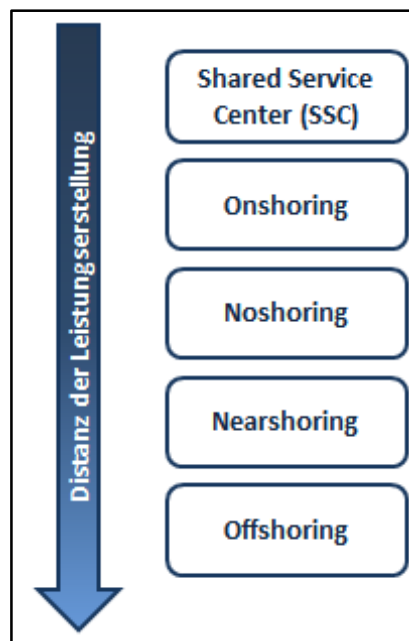 Distanz der Leistungserstellung
Shared Service
Center (SSC)
Onshoring
Noshoring
Nearshoring
Offshoring